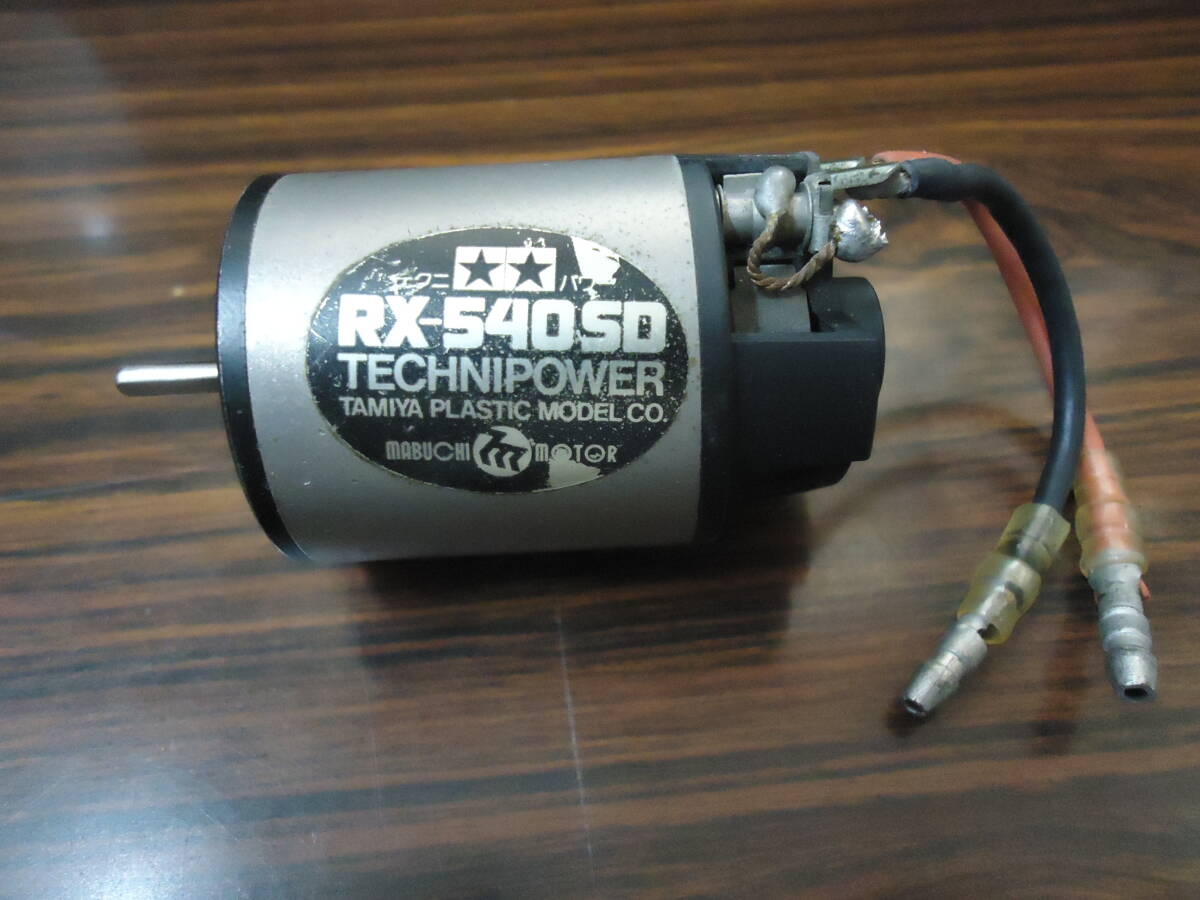 テクニ パワー
RX-540SD
TECHNIPOWER
TAMIYA PLASTIC MODEL CO.
MABUCHI MOTOR